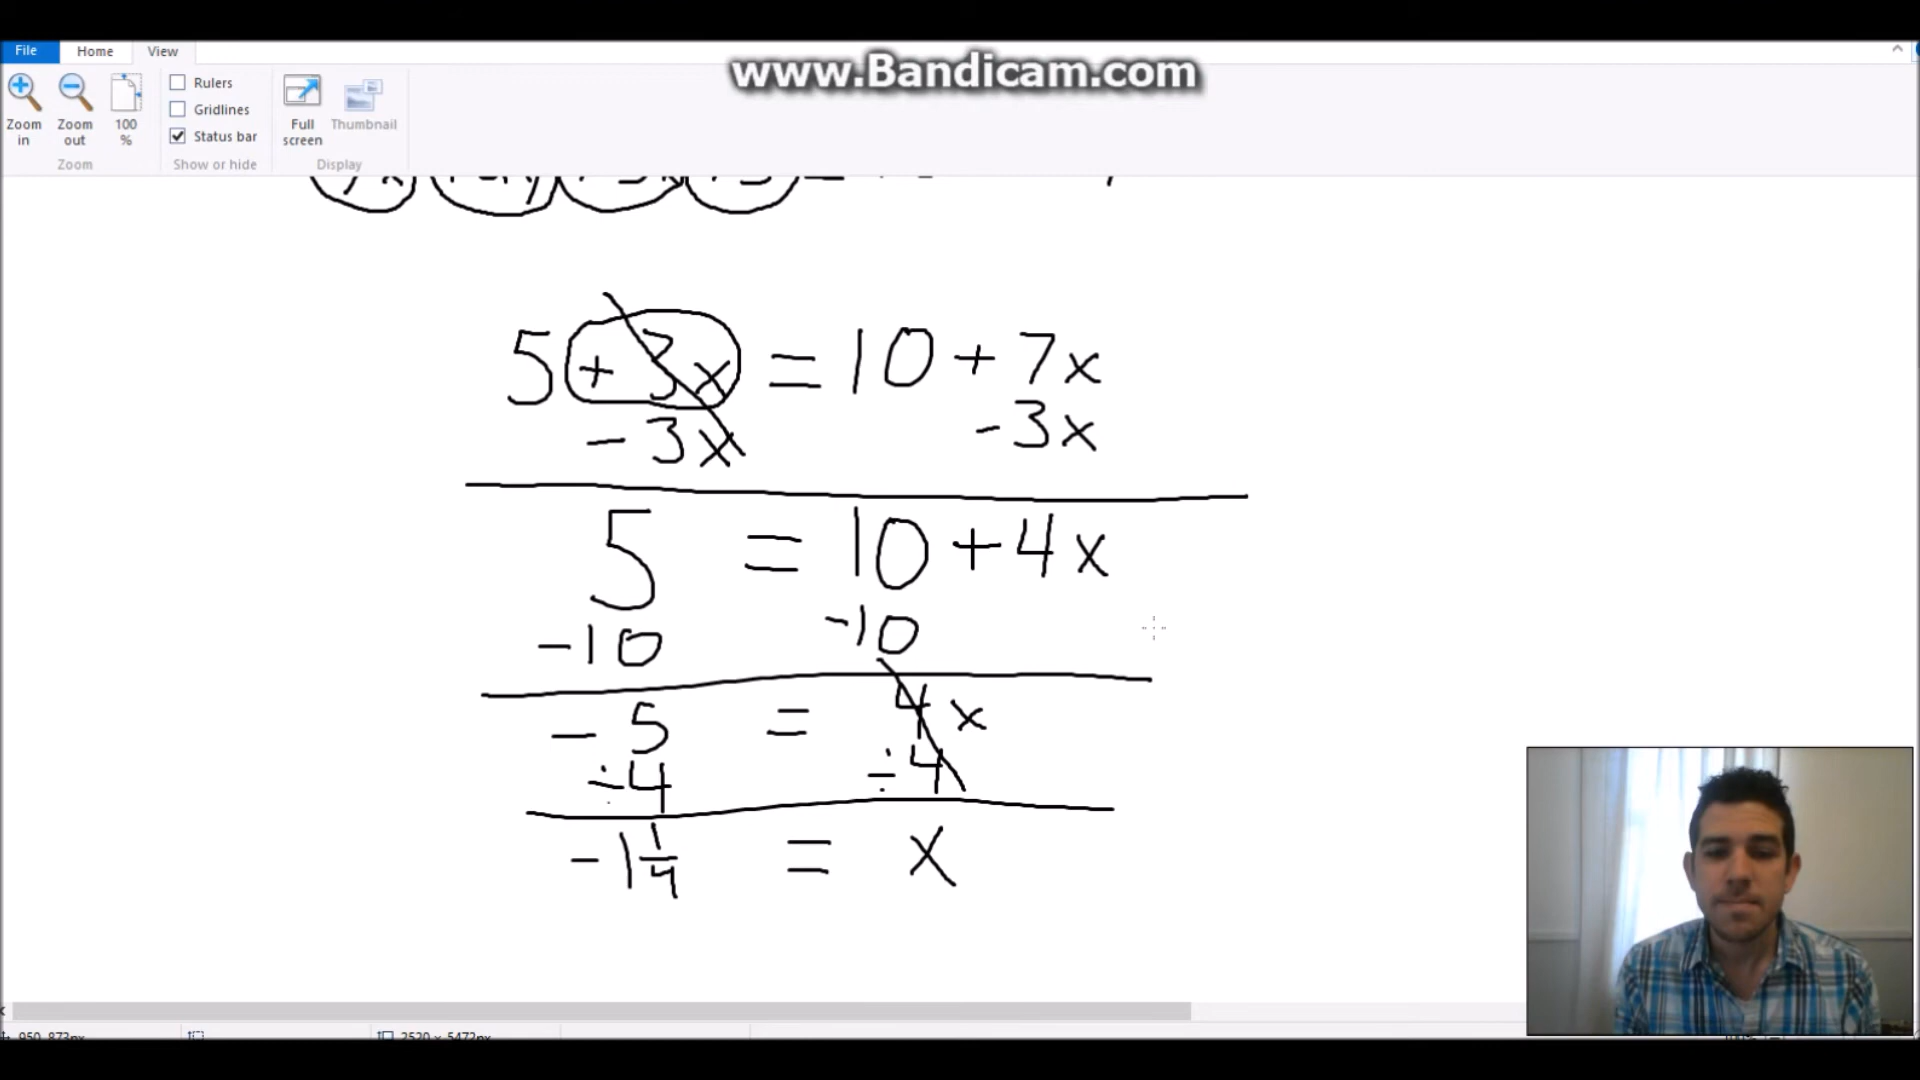 www.Bandicam.com
File Home View
Zoom in
Zoom out
100 %
Rulers
Gridlines
Status bar
Full screen
Thumbnail
Zoom Show or hide Display
5 + 3x = 10 + 7x
- 3x - 3x
5 = 10 + 4x
-10 -10
- 5 = 4x
÷4 ÷4
- 1 1/4 = x